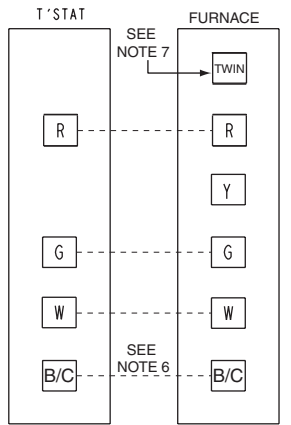 T'STAT
FURNACE
SEE
NOTE 7
TWIN
R
R
Y
G
G
W
W
SEE
NOTE 6
B/C
B/C